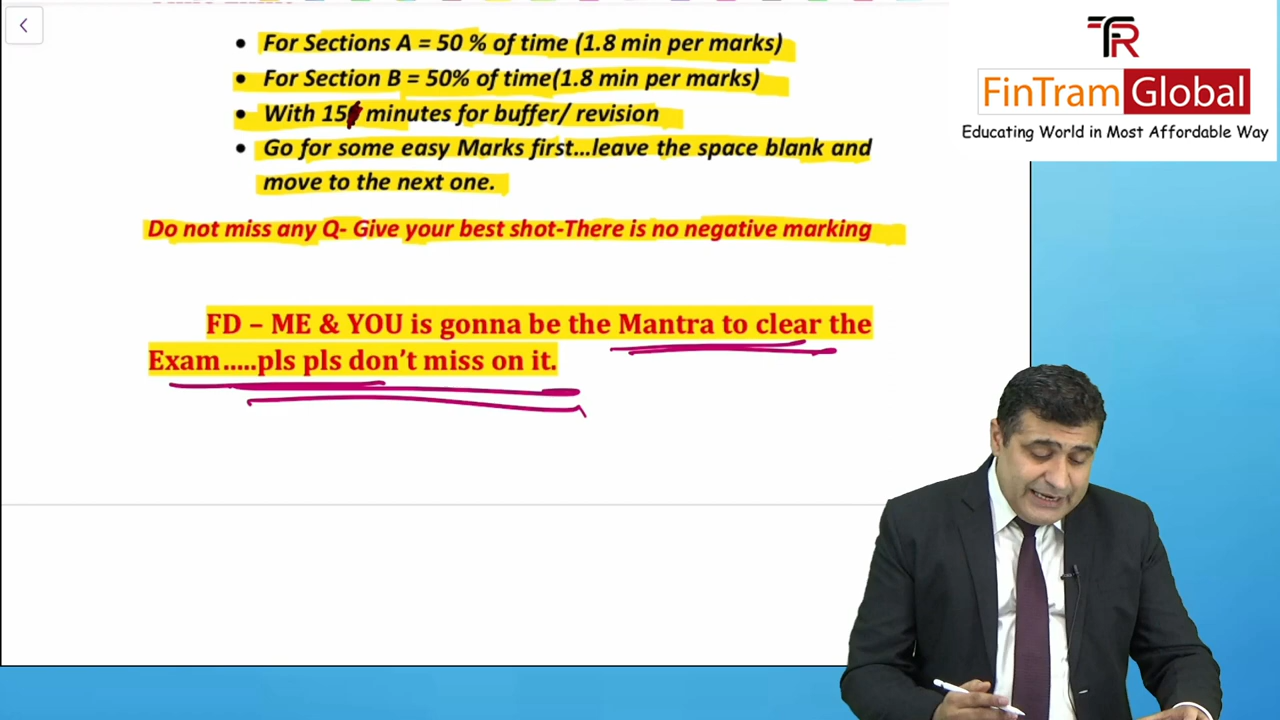 For Sections A = 50 % of time (1.8 min per marks)
For Section B = 50% of time(1.8 min per marks)
With 15 minutes for buffer/ revision
Go for some easy Marks first...leave the space blank and
move to the next one.
Do not miss any Q- Give your best shot-There is no negative marking
FD – ME & YOU is gonna be the Mantra to clear the
Exam.....pls pls don't miss on it.
FinTram Global
Educating World in Most Affordable Way